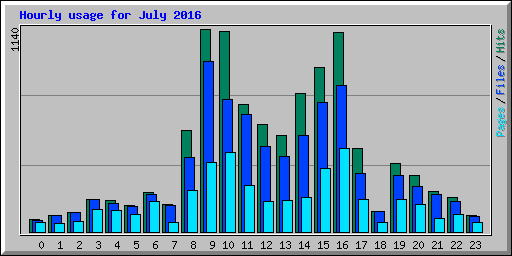 Hourly usage for July 2016
1140
Pages/Files/Hits
0 1 2 3 4 5 6 7 8 9 10 11 12 13 14 15 16 17 18 19 20 21 22 23